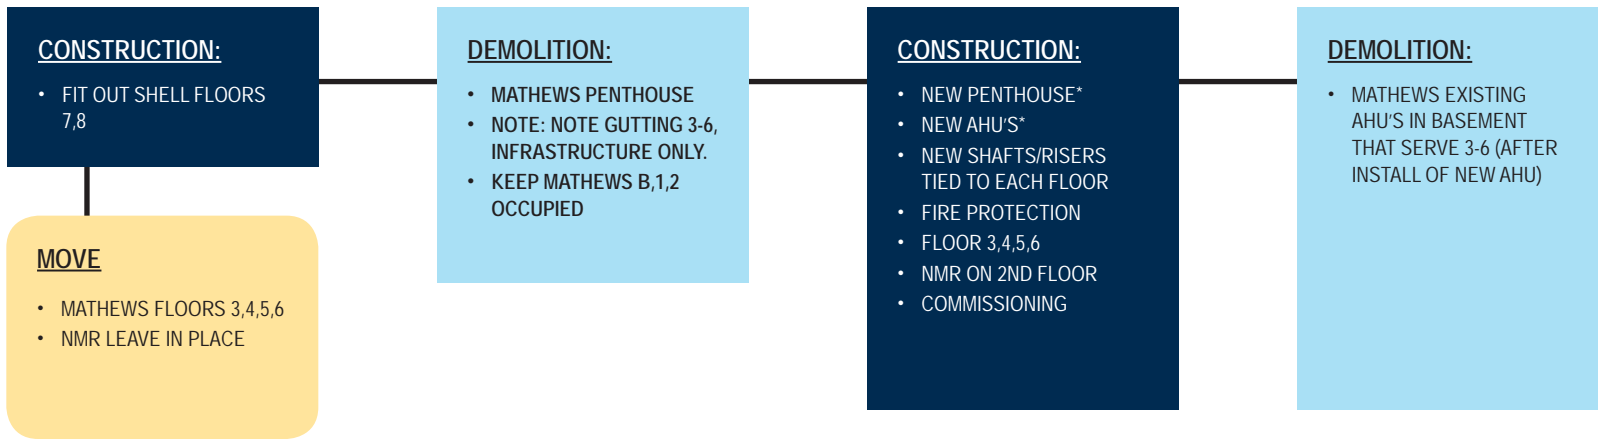 CONSTRUCTION:
• FIT OUT SHELL FLOORS
7,8
MOVE
• MATHEWS FLOORS 3,4,5,6
• NMR LEAVE IN PLACE
DEMOLITION:
• MATHEWS PENTHOUSE
• NOTE: NOTE GUTTING 3-6,
INFRASTRUCTURE ONLY.
• KEEP MATHEWS B,1,2
OCCUPIED
CONSTRUCTION:
• NEW PENTHOUSE*
• NEW AHU'S*
• NEW SHAFTS/RISERS
TIED TO EACH FLOOR
• FIRE PROTECTION
• FLOOR 3,4,5,6
• NMR ON 2ND FLOOR
• COMMISSIONING
DEMOLITION:
• MATHEWS EXISTING
AHU'S IN BASEMENT
THAT SERVE 3-6 (AFTER
INSTALL OF NEW AHU)